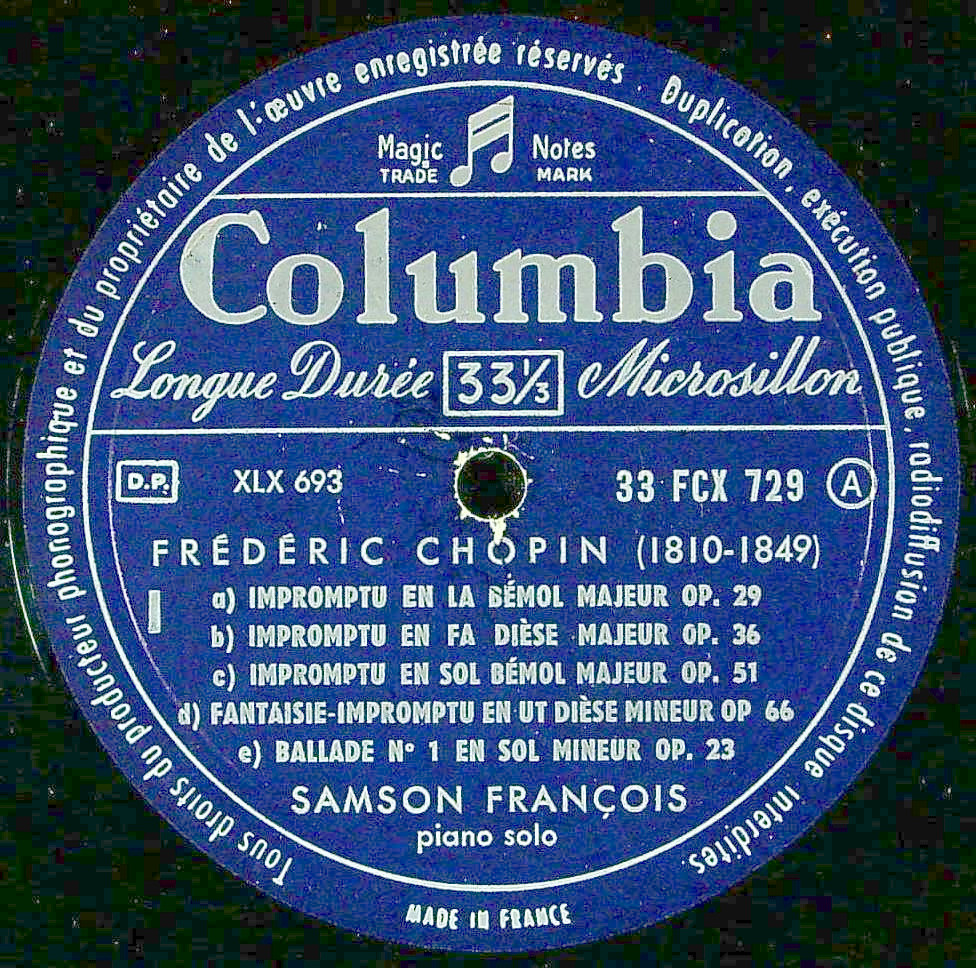 Tous droits du producteur phonographique et du propriétaire de l'œuvre enregistrée réservés. Duplication, exécution publique, radiodiffusion de ce disque interdites.
Magic Notes
TRADE MARK
Columbia
Longue Durée 33⅓ Microsillon
D.P. XLX 693 33 FCX 729 A
FRÉDÉRIC CHOPIN (1810-1849)
I a) IMPROMPTU EN LA BÉMOL MAJEUR OP. 29
b) IMPROMPTU EN FA DIÈSE MAJEUR OP. 36
c) IMPROMPTU EN SOL BÉMOL MAJEUR OP. 51
d) FANTAISIE-IMPROMPTU EN UT DIÈSE MINEUR OP 66
e) BALLADE N° 1 EN SOL MINEUR OP. 23
SAMSON FRANÇOIS
piano solo
MADE IN FRANCE